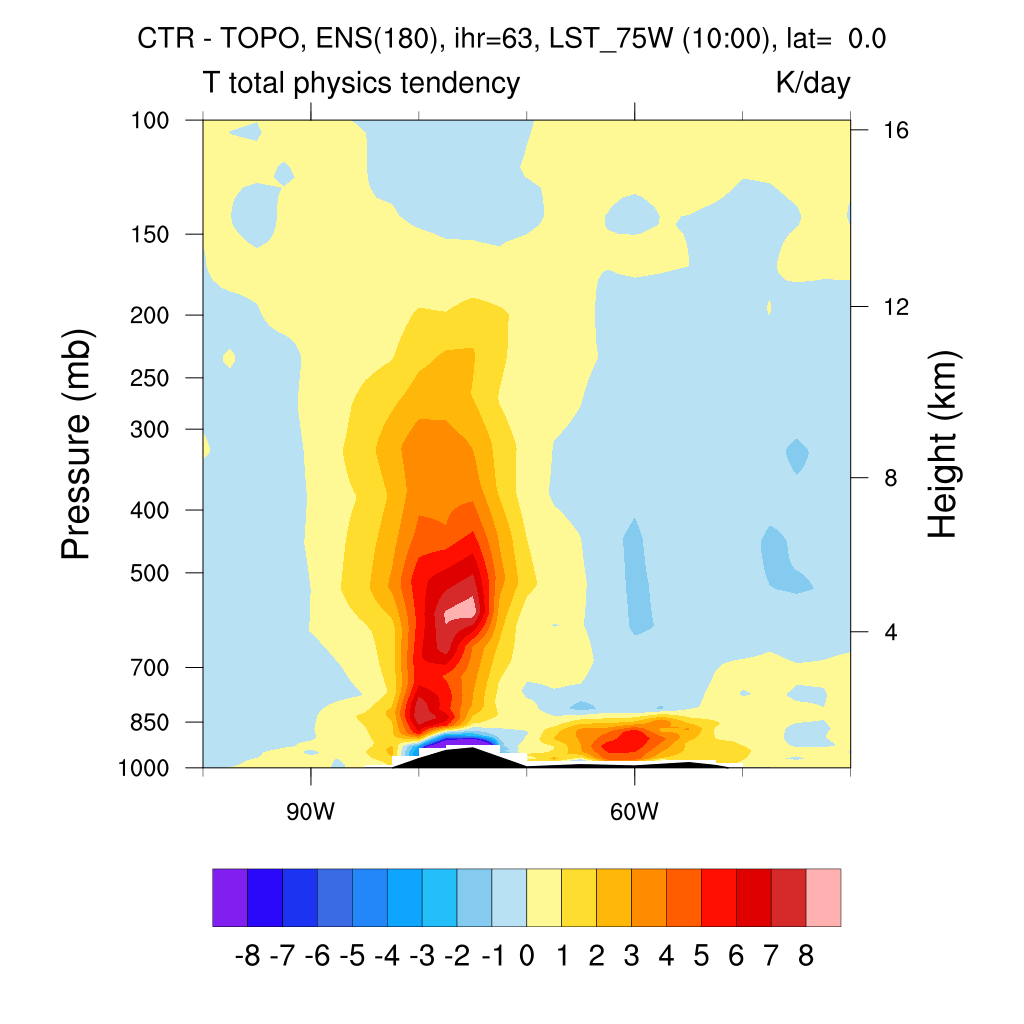 CTR - TOPO, ENS(180), ihr=63, LST_75W (10:00), lat=  0.0
T total physics tendency K/day
100
150
200
250
300
400
500
700
850
1000
Pressure (mb)
16
12
8
4
Height (km)
90W 60W
-8 -7 -6 -5 -4 -3 -2 -1 0 1 2 3 4 5 6 7 8